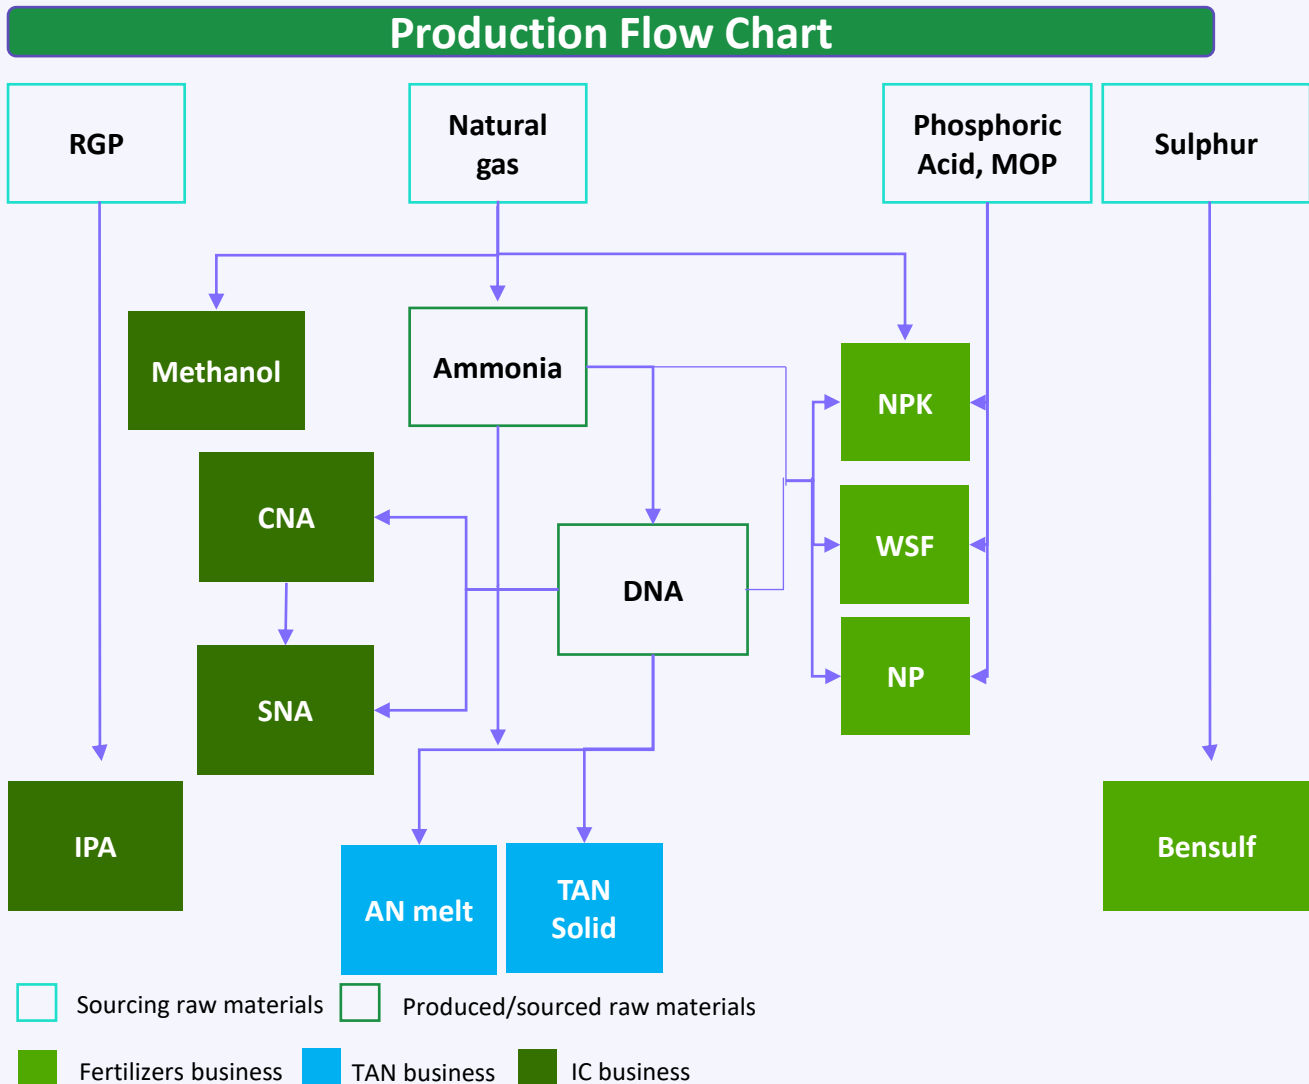 Production Flow Chart
RGP
Natural
gas
Phosphoric
Acid, MOP
Sulphur
Methanol
Ammonia
NPK
CNA
WSF
DNA
NP
SNA
IPA
AN melt
TAN
Solid
Bensulf
Sourcing raw materials
Produced/sourced raw materials
Fertilizers business
TAN business
IC business